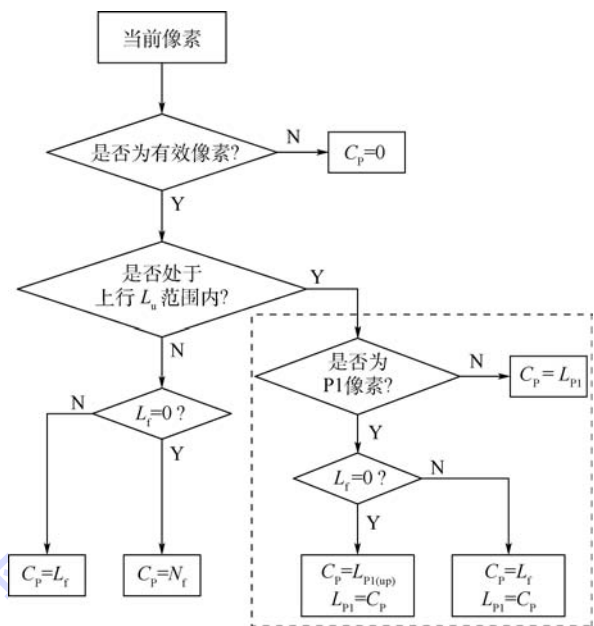 当前像素
是否为有效像素?
N
C_P=0
Y
是否处于
上行 L_u 范围内?
Y
N
是否为
P1像素?
N
C_P=L_P1
N
L_f=0 ?
Y
Y
L_f=0 ?
N
Y
C_P=L_f
C_P=N_f
C_P=L_P1(up)
L_P1=C_P
C_P=L_f
L_P1=C_P